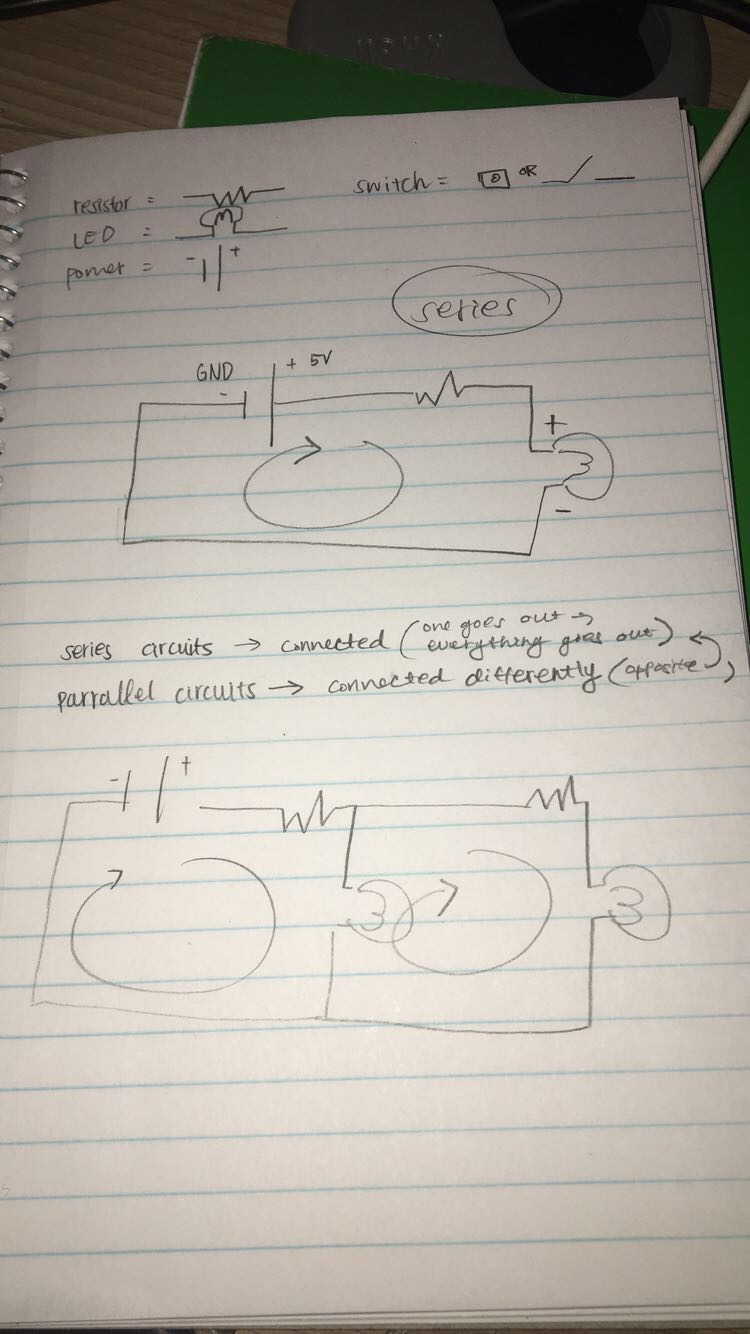 resistor =
LED =
power =
- +
switch = OR
series
GND
-
+ 5V
+
-
series circuits → connected (one goes out →
everything goes out)
parrallel circuits → connected differently (opposite)
- +